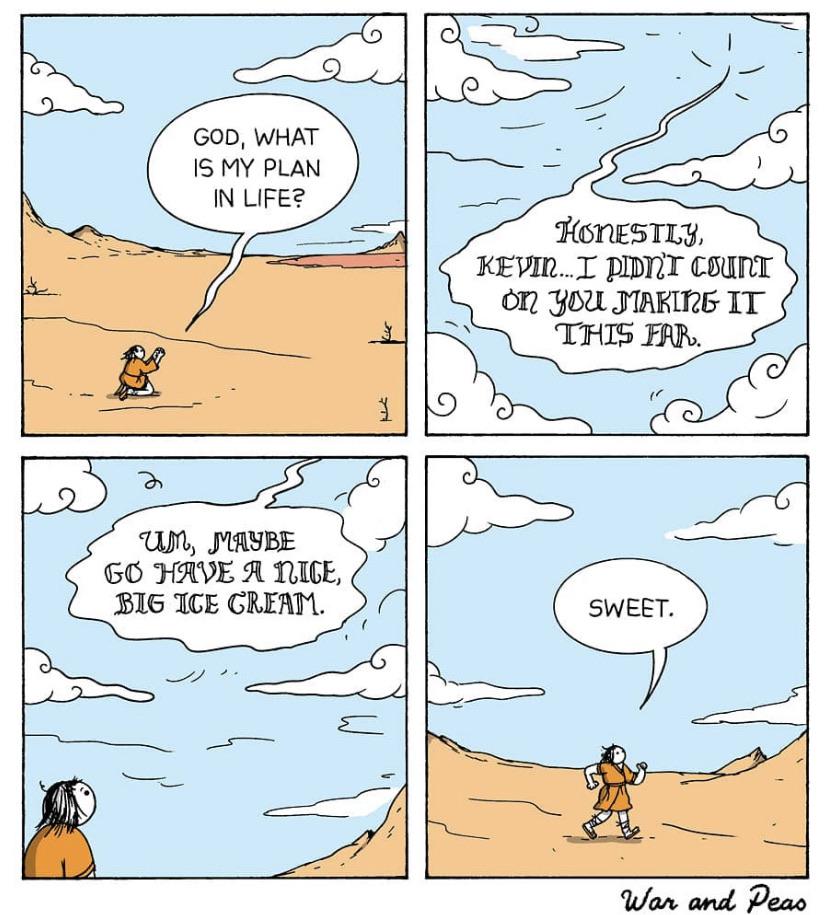 GOD, WHAT
IS MY PLAN
IN LIFE?
HONESTLY,
KEVIN...I DIDN'T COUNT
ON YOU MAKING IT
THIS FAR.
UM, MAYBE
GO HAVE A NICE,
BIG ICE CREAM.
SWEET.
War and Peas